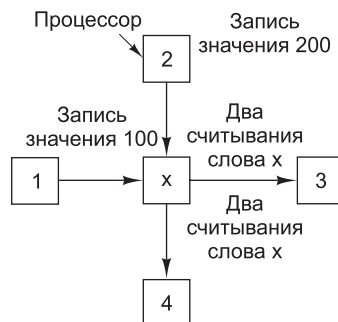 Процессор
Запись
значения 200
2
Запись
значения 100
Два
считывания
слова x
1
x
3
Два
считывания
слова x
4